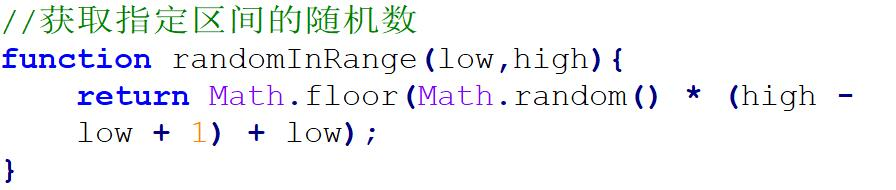 //获取指定区间的随机数
function randomInRange(low,high){
return Math.floor(Math.random() * (high -
low + 1) + low);
}